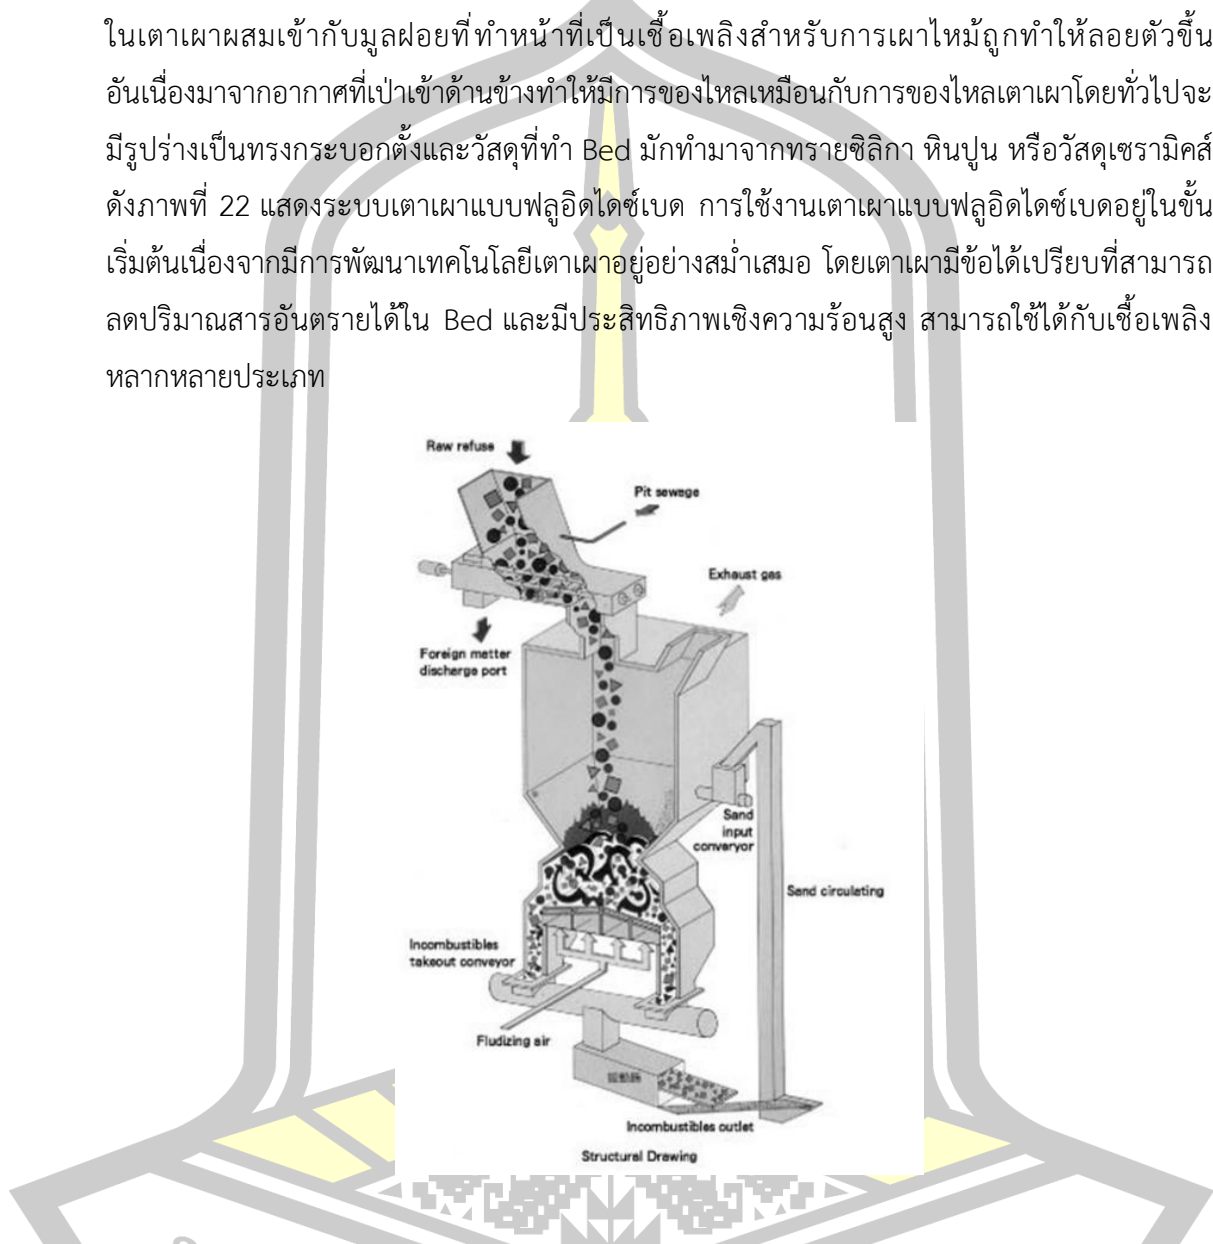 ในเตาเผาผสมเข้ากับมูลฝอยที่ทำหน้าที่เป็นเชื้อเพลิงสำหรับการเผาไหม้ถูกทำให้ลอยตัวขึ้น
อันเนื่องมาจากอากาศที่เป่าเข้าด้านข้างทำให้มีการของไหลเหมือนกับการของไหลเตาเผาโดยทั่วไปจะ
มีรูปร่างเป็นทรงกระบอกตั้งและวัสดุที่ทำ Bed มักทำมาจากทรายซิลิกา หินปูน หรือวัสดุเซรามิคส์
ดังภาพที่ 22 แสดงระบบเตาเผาแบบฟลูอิดไดซ์เบด การใช้งานเตาเผาแบบฟลูอิดไดซ์เบดอยู่ในขั้น
เริ่มต้นเนื่องจากมีการพัฒนาเทคโนโลยีเตาเผาอยู่อย่างสม่ำเสมอ โดยเตาเผามีข้อได้เปรียบที่สามารถ
ลดปริมาณสารอันตรายได้ใน Bed และมีประสิทธิภาพเชิงความร้อนสูง สามารถใช้ได้กับเชื้อเพลิง
หลากหลายประเภท
Raw refuse
Pit sewage
Exhaust gas
Foreign matter
discharge port
Sand
input
converyor
Sand circulating
Incombustibles
takeout conveyor
Fludizing air
Incombustibles outlet
Structural Drawing